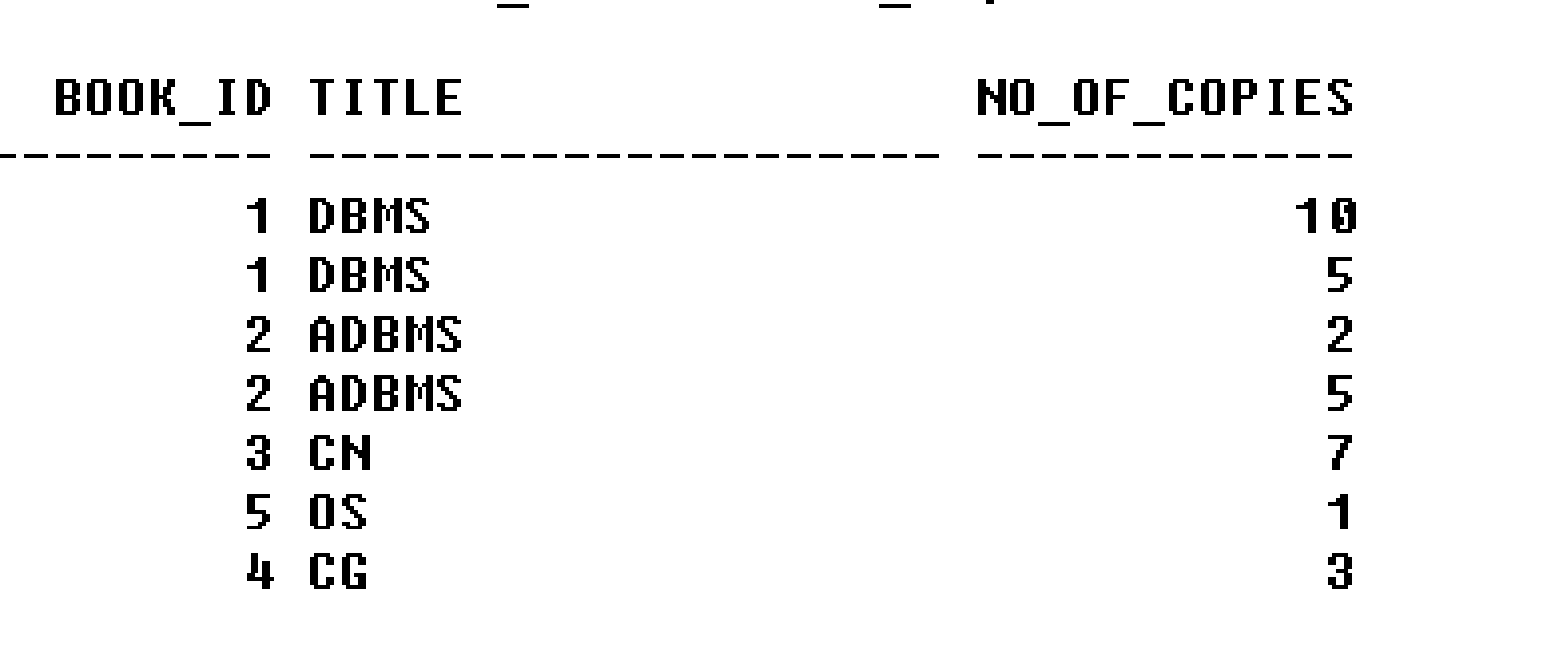 BOOK_ID TITLE NO_OF_COPIES
--------- -------------------- ------------
1 DBMS 10
1 DBMS 5
2 ADBMS 2
2 ADBMS 5
3 CN 7
5 OS 1
4 CG 3